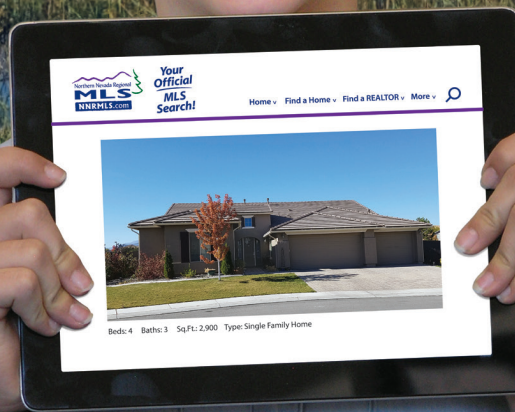 Northern Nevada Regional
MLS
NNRMLS.com
Your
Official
MLS
Search!
Home v Find a Home v Find a REALTOR v More v
Beds: 4 Baths: 3 Sq.Ft.: 2,900 Type: Single Family Home